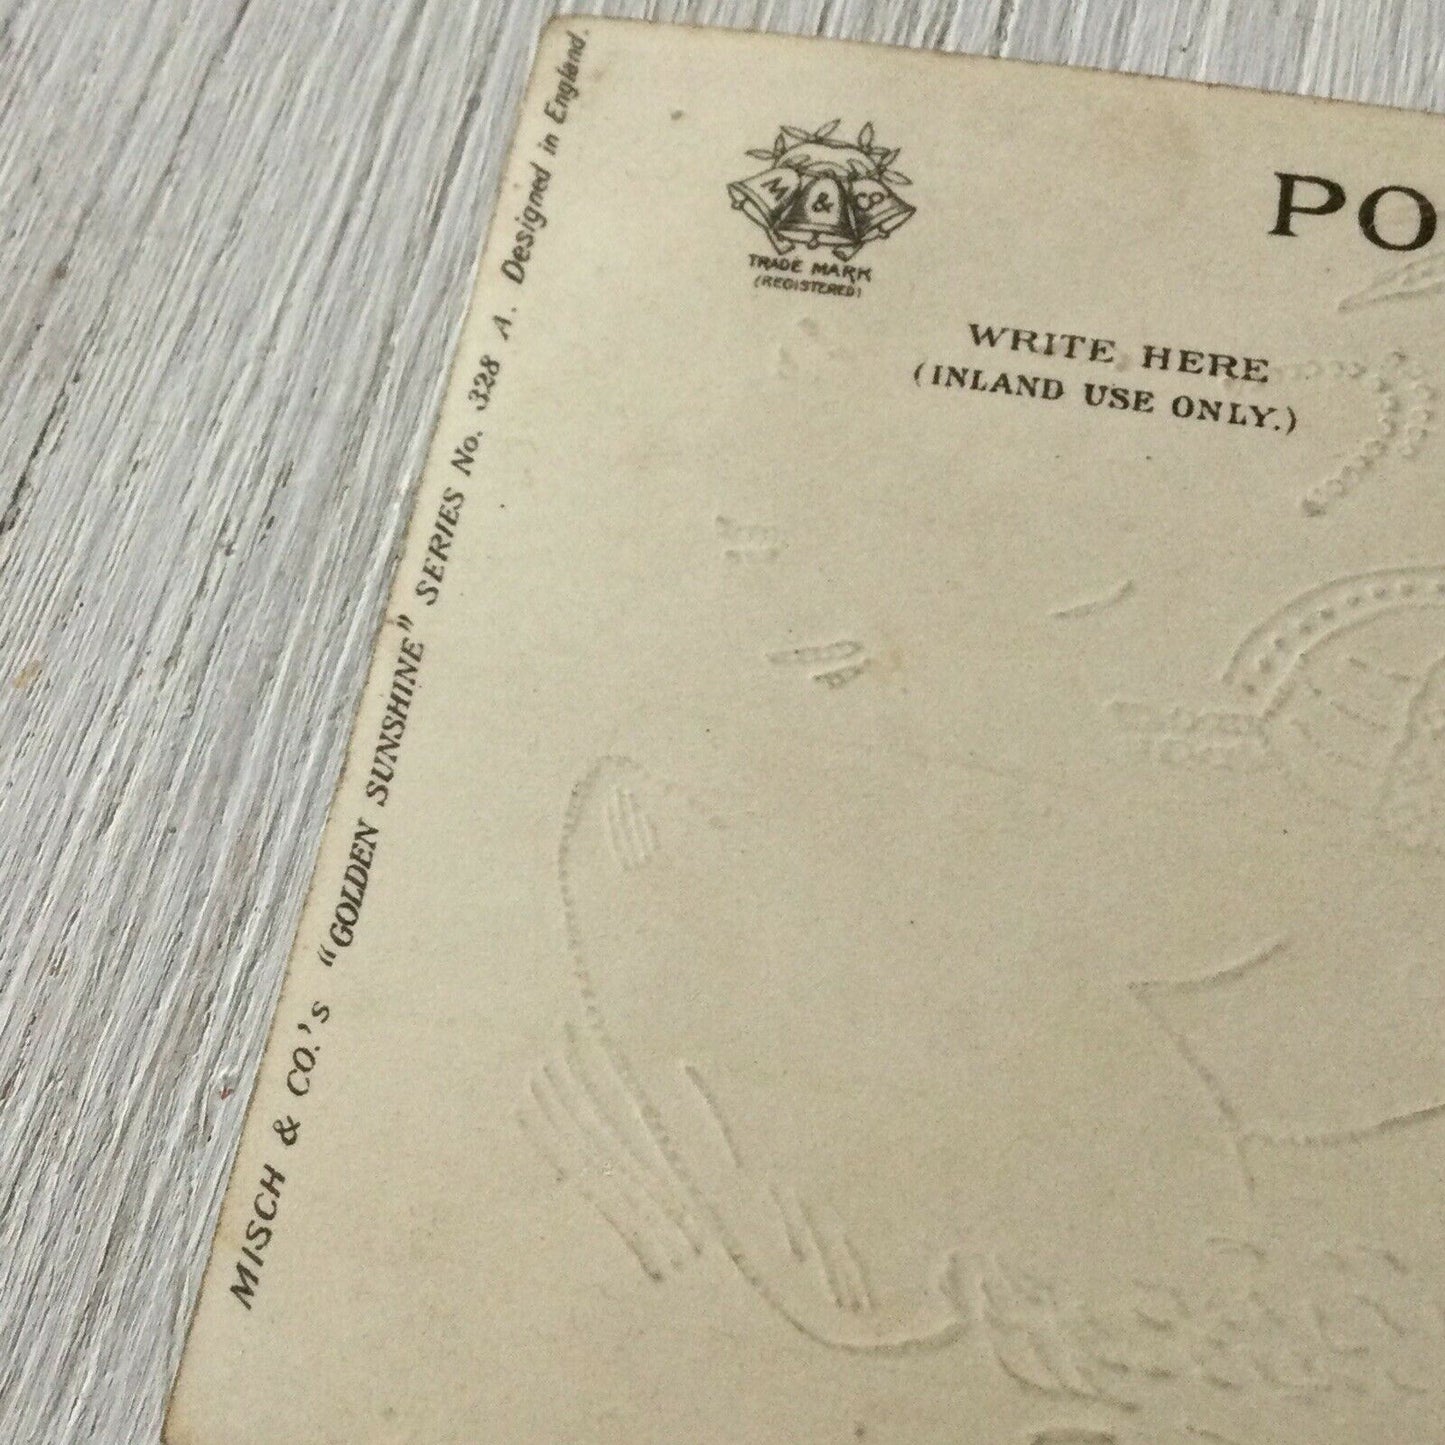 MISCH & CO.'s "GOLDEN SUNSHINE" SERIES No. 328 A. Designed in England.
M & Co
TRADE MARK
(REGISTERED)
PO
WRITE HERE
(INLAND USE ONLY.)